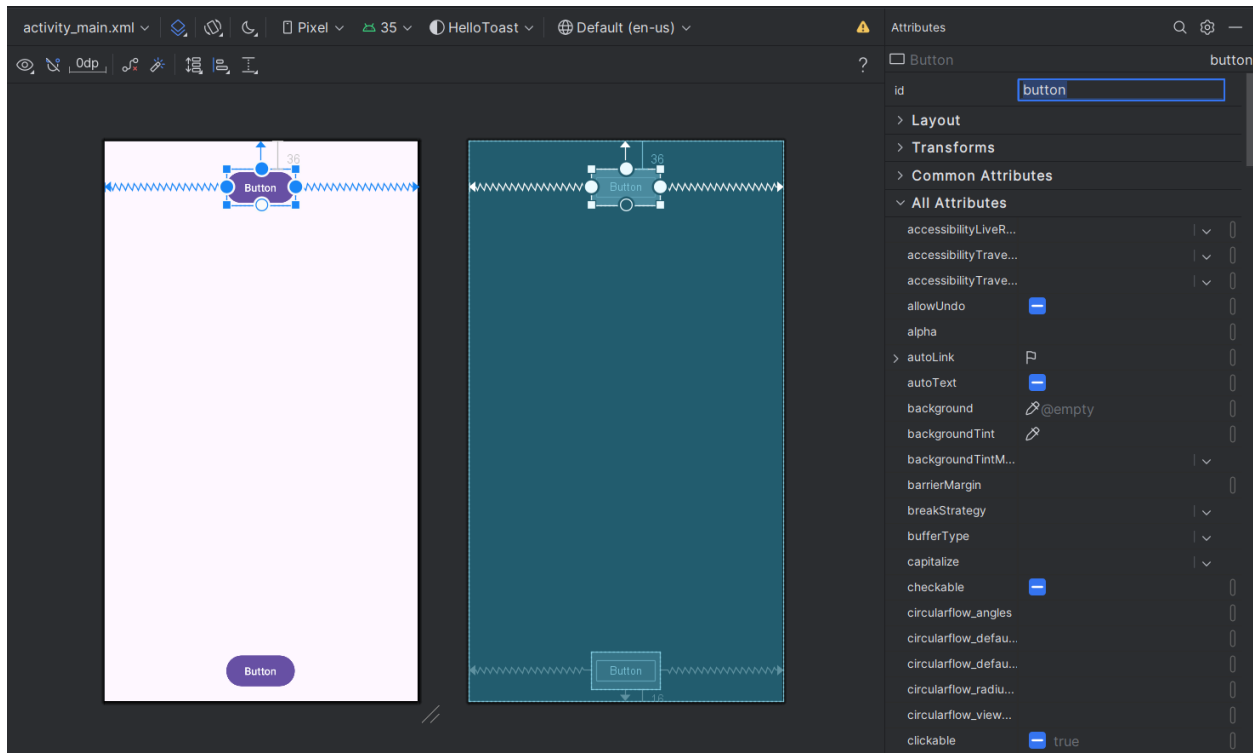 activity_main.xml
Pixel
35
HelloToast
Default (en-us)
0dp
?
36
Button
Button
36
Button
Button
16
Attributes
Button button
id button
Layout
Transforms
Common Attributes
All Attributes
accessibilityLiveR...
accessibilityTrave...
accessibilityTrave...
allowUndo
alpha
autoLink
autoText
background @empty
backgroundTint
backgroundTintM...
barrierMargin
breakStrategy
bufferType
capitalize
checkable
circularflow_angles
circularflow_defau...
circularflow_defau...
circularflow_radiu...
circularflow_view...
clickable true